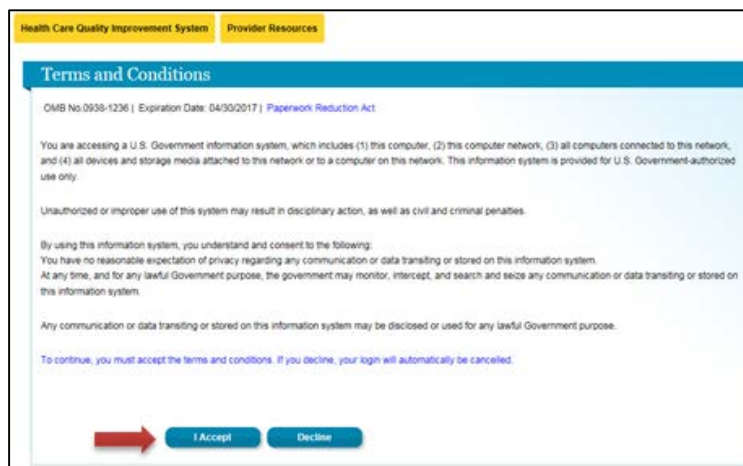 Health Care Quality Improvement System Provider Resources
Terms and Conditions
OMB No.0938-1236 | Expiration Date: 04/30/2017 | Paperwork Reduction Act
You are accessing a U.S. Government information system, which includes (1) this computer, (2) this computer network, (3) all computers connected to this network,
and (4) all devices and storage media attached to this network or to a computer on this network. This information system is provided for U.S. Government-authorized
use only.
Unauthorized or improper use of this system may result in disciplinary action, as well as civil and criminal penalties.
By using this information system, you understand and consent to the following:
You have no reasonable expectation of privacy regarding any communication or data transiting or stored on this information system.
At any time, and for any lawful Government purpose, the government may monitor, intercept, and search and seize any communication or data transiting or stored on
this information system.
Any communication or data transiting or stored on this information system may be disclosed or used for any lawful Government purpose.
To continue, you must accept the terms and conditions. If you decline, your login will automatically be cancelled.
I Accept Decline